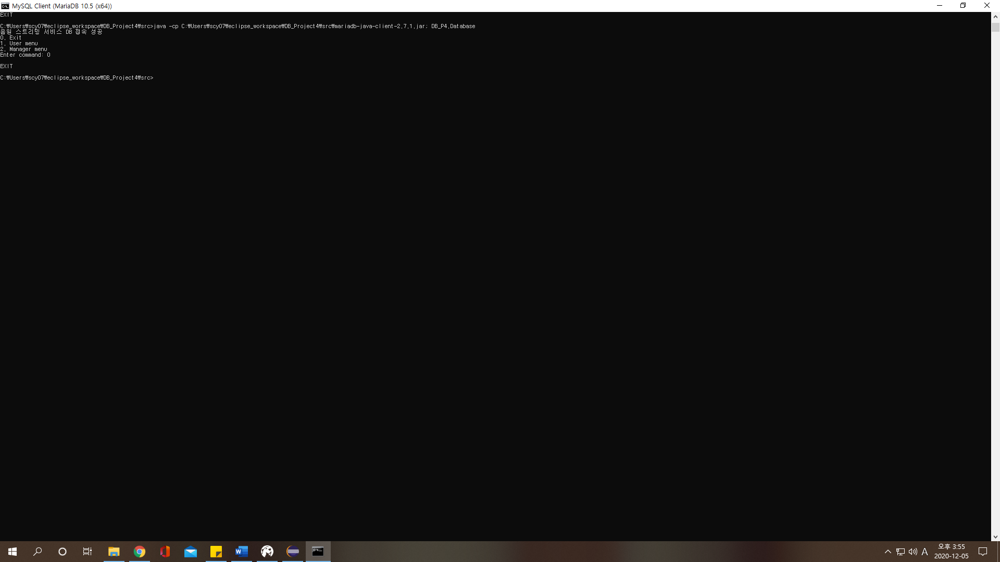 MySQL Client (MariaDB 10.5 (x64))
EXIT
C:₩Users₩scy07₩eclipse_workspace₩DB_Project4₩src>java -cp C:₩Users₩scy07₩eclipse_workspace₩DB_Project4₩src₩mariadb-java-client-2.7.1.jar; DB_P4.Database
음원 스트리밍 서비스 DB 접속 성공
0. Exit
1. User menu
2. Manager menu
Enter command: 0
EXIT
C:₩Users₩scy07₩eclipse_workspace₩DB_Project4₩src>
A
오후 3:55
2020-12-05